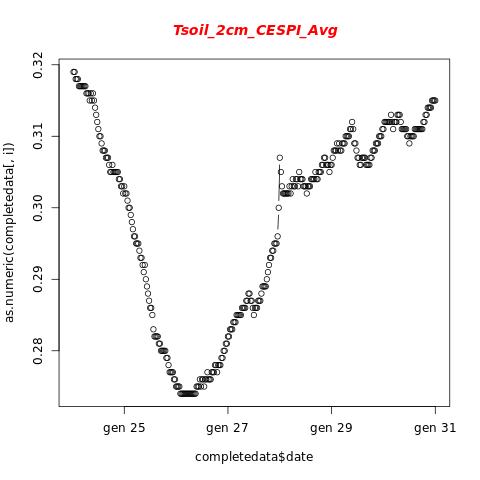 Tsoil_2cm_CESPI_Avg
as.numeric(completedata[, i])
0.32
0.31
0.30
0.29
0.28
gen 25
gen 27
gen 29
gen 31
completedata$date